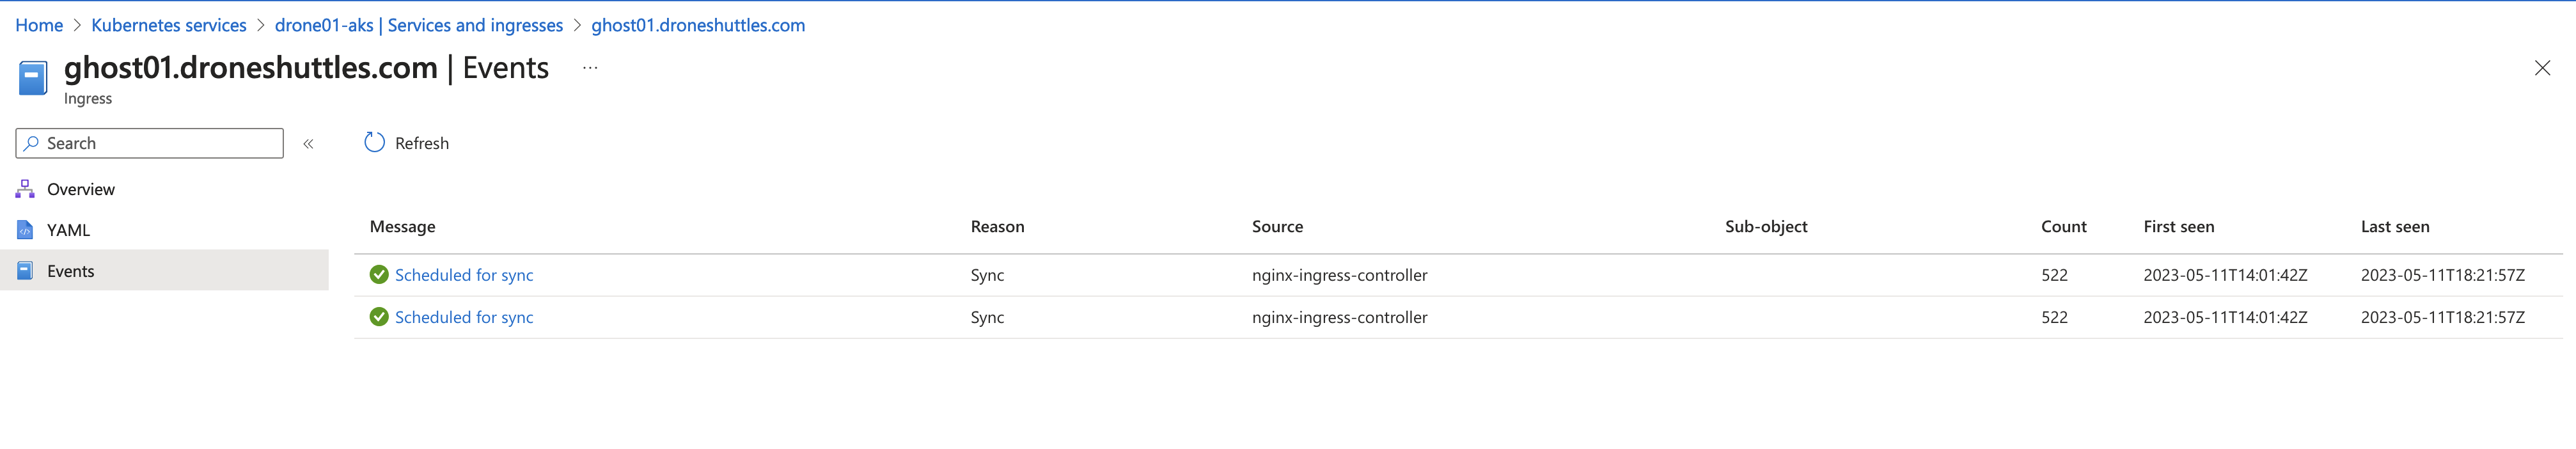 Home > Kubernetes services > drone01-aks | Services and ingresses > ghost01.droneshuttles.com
ghost01.droneshuttles.com | Events ...
Ingress
Search «
Refresh
Overview
YAML
Events
Message Reason Source Sub-object Count First seen Last seen
Scheduled for sync Sync nginx-ingress-controller 522 2023-05-11T14:01:42Z 2023-05-11T18:21:57Z
Scheduled for sync Sync nginx-ingress-controller 522 2023-05-11T14:01:42Z 2023-05-11T18:21:57Z